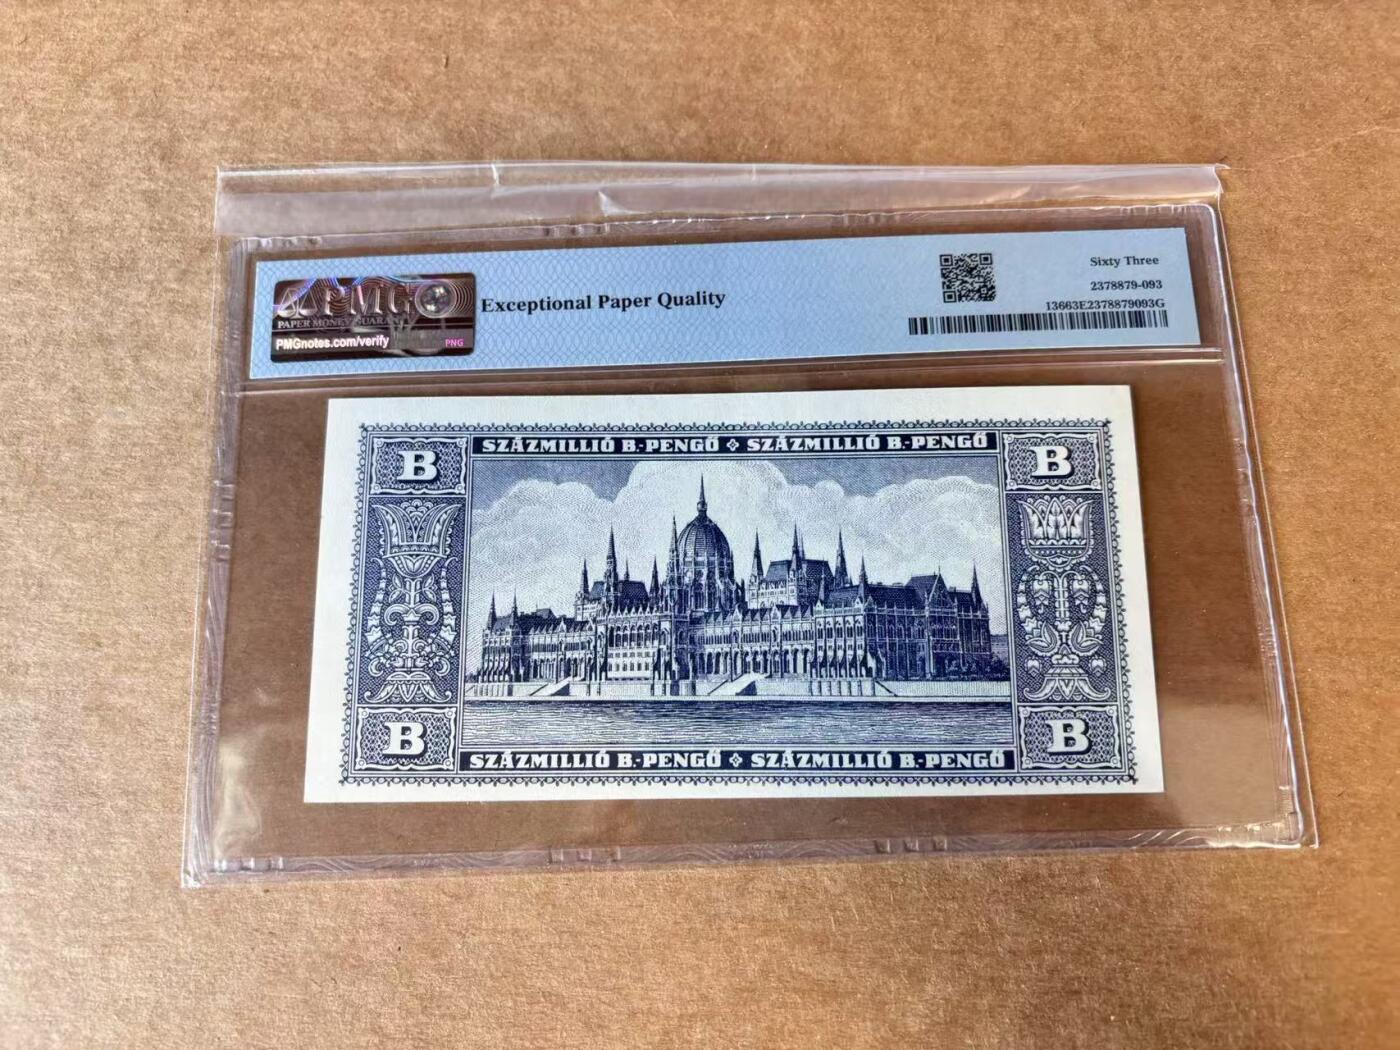 PMG
PAPER MONEY GUARANTY
PMGnotes.com/verify
PNG
Exceptional Paper Quality
Sixty Three
2378879-093
13663E2378879093G
SZÁZMILLIÓ B.-PENGŐ ❖ SZÁZMILLIÓ B.-PENGŐ
B
B
B
B
SZÁZMILLIÓ B.-PENGŐ ❖ SZÁZMILLIÓ B.-PENGŐ